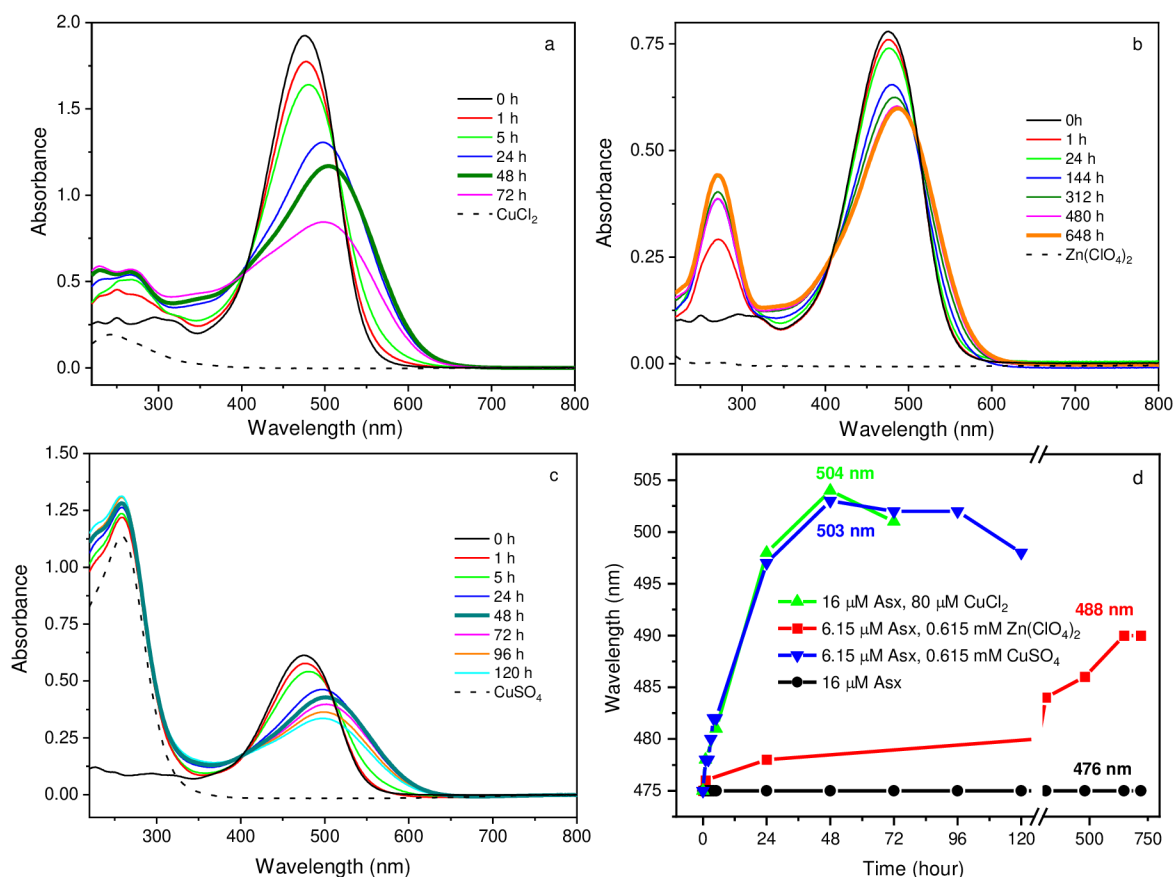 a
2.0
1.5
1.0
0.5
0.0
Absorbance
300 400 500 600 700 800
Wavelength (nm)
0 h
1 h
5 h
24 h
48 h
72 h
CuCl₂
b
0.75
0.50
0.25
0.00
Absorbance
300 400 500 600 700 800
Wavelength (nm)
0h
1 h
24 h
144 h
312 h
480 h
648 h
Zn(ClO₄)₂
c
1.50
1.25
1.00
0.75
0.50
0.25
0.00
Absorbance
300 400 500 600 700 800
Wavelength (nm)
0 h
1 h
5 h
24 h
48 h
72 h
96 h
120 h
CuSO₄
d
505
500
495
490
485
480
475
Wavelength (nm)
0 24 48 72 96 120 500 750
Time (hour)
504 nm
503 nm
488 nm
476 nm
16 μM Asx, 80 μM CuCl₂
6.15 μM Asx, 0.615 mM Zn(ClO₄)₂
6.15 μM Asx, 0.615 mM CuSO₄
16 μM Asx